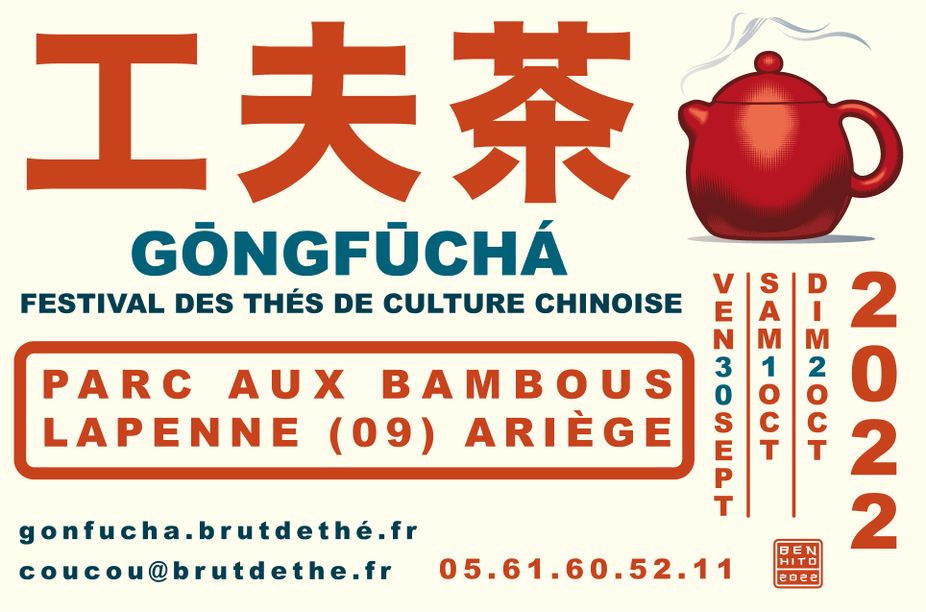 工夫茶
GŌNGFŪCHÁ
FESTIVAL DES THÉS DE CULTURE CHINOISE
PARC AUX BAMBOUS
LAPENNE (09) ARIÈGE
VEN 30 SEPT
SAM 1 OCT
DIM 2 OCT
2022
gonfucha.brutdethé.fr
coucou@brutdethe.fr
05.61.60.52.11
BEN
HITO
2022